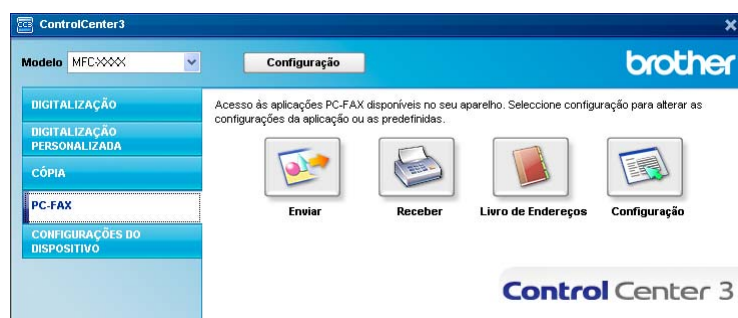 ControlCenter3
Modelo MFC-XXXX Configuração brother
DIGITALIZAÇÃO
DIGITALIZAÇÃO
PERSONALIZADA
CÓPIA
PC-FAX
CONFIGURAÇÕES DO
DISPOSITIVO
Acesso às aplicações PC-FAX disponíveis no seu aparelho. Seleccione configuração para alterar as
configurações da aplicação ou as predefinidas.
Enviar Receber Livro de Endereços Configuração
Control Center 3